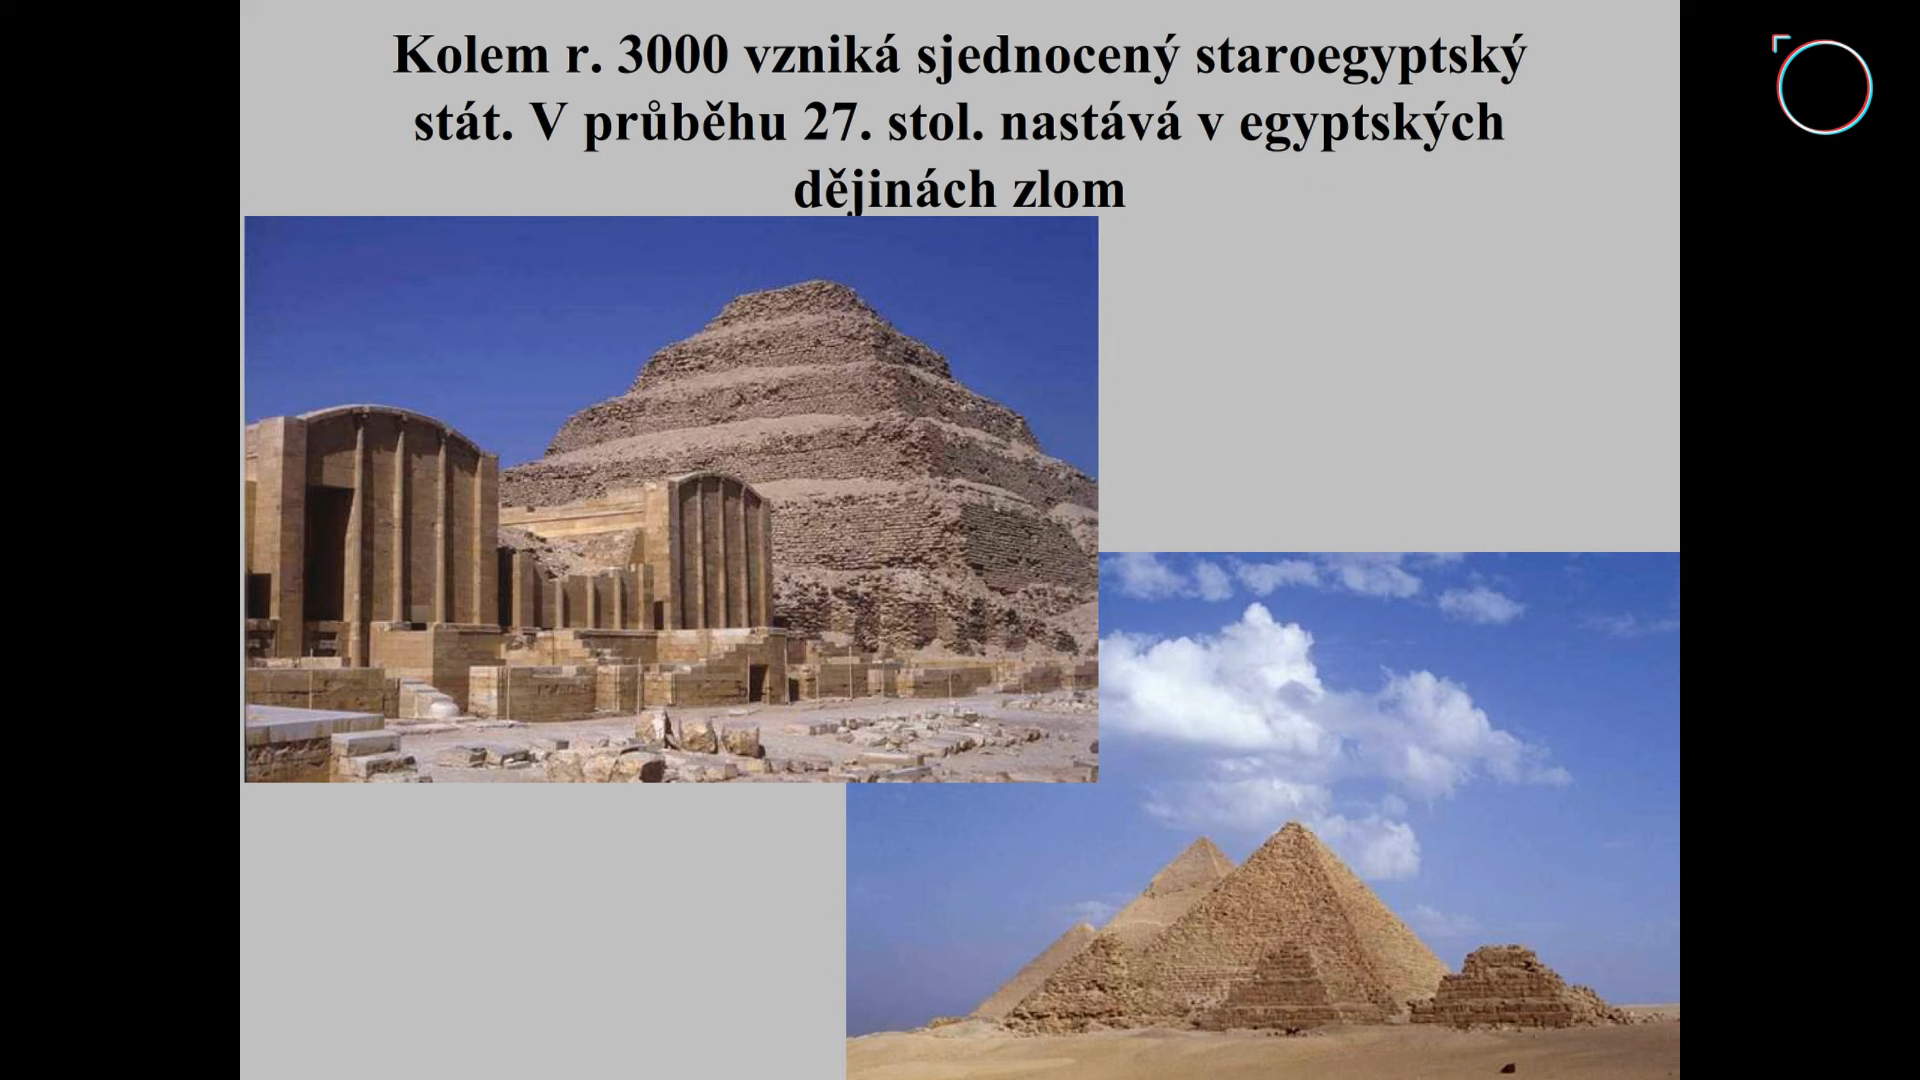 Kolem r. 3000 vzniká sjednocený staroegyptský
stát. V průběhu 27. stol. nastává v egyptských
dějinách zlom